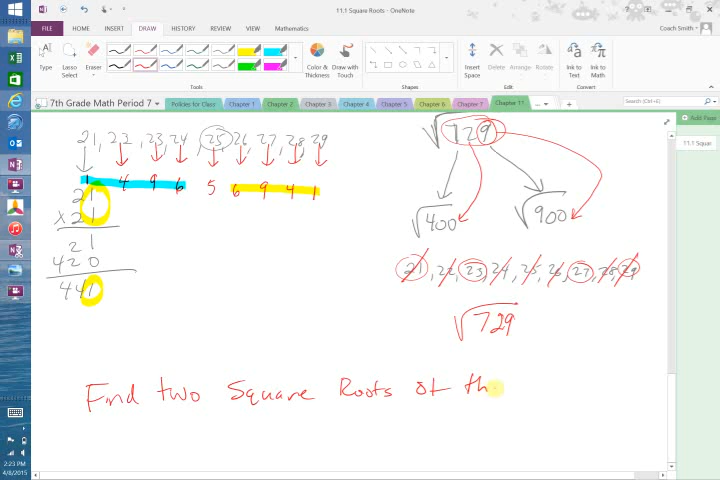 11.1 Square Roots - OneNote
FILE HOME INSERT DRAW HISTORY REVIEW VIEW Mathematics
Coach Smith
Type Lasso Select Eraser Color & Thickness Draw with Touch Insert Space Delete Arrange Rotate Ink to Text Ink to Math
Tools Shapes Edit Convert
7th Grade Math Period 7 Policies for Class Chapter 1 Chapter 2 Chapter 3 Chapter 4 Chapter 5 Chapter 6 Chapter 7 Chapter 11 Search (Ctrl+E)
Add Page
11.1 Squar
21, 22, 23, 24, 25, 26, 27, 28, 29
1 4 9 6 5 6 9 4 1
21
x 21
21
420
441
√729
√400 √900
21, 22, 23, 24, 25, 26, 27, 28, 29
√729
Find two Square Roots of th
2:23 PM
4/8/2015